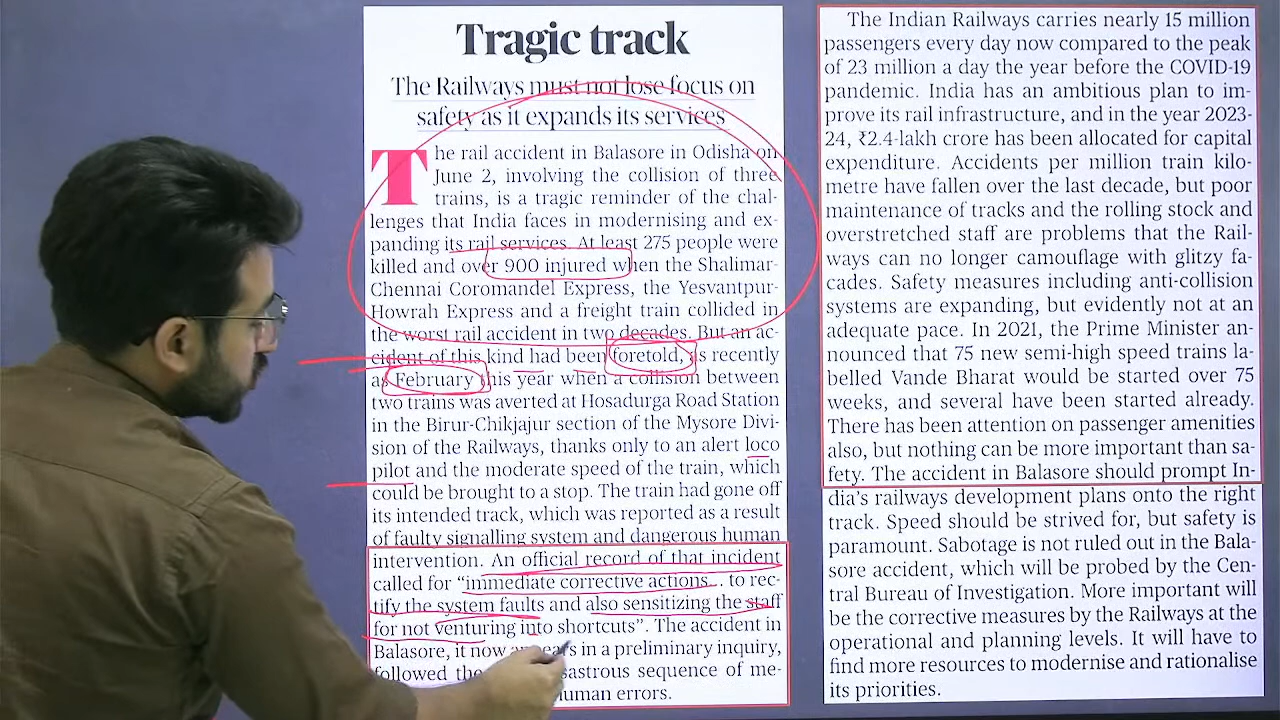 Tragic track
The Railways must not lose focus on
safety as it expands its services
The rail accident in Balasore in Odisha on
June 2, involving the collision of three
trains, is a tragic reminder of the chal-
lenges that India faces in modernising and ex-
panding its rail services. At least 275 people were
killed and over 900 injured when the Shalimar-
Chennai Coromandel Express, the Yesvantpur-
Howrah Express and a freight train collided in
the worst rail accident in two decades. But an ac-
cident of this kind had been foretold, as recently
as February this year when a collision between
two trains was averted at Hosadurga Road Station
in the Birur-Chikjajur section of the Mysore Divi-
sion of the Railways, thanks only to an alert loco
pilot and the moderate speed of the train, which
could be brought to a stop. The train had gone off
its intended track, which was reported as a result
of faulty signalling system and dangerous human
intervention. An official record of that incident
called for “immediate corrective actions... to rec-
tify the system faults and also sensitizing the staff
for not venturing into shortcuts”. The accident in
Balasore, it now appears in a preliminary inquiry,
followed the sequence of me-
human errors.
The Indian Railways carries nearly 15 million
passengers every day now compared to the peak
of 23 million a day the year before the COVID-19
pandemic. India has an ambitious plan to im-
prove its rail infrastructure, and in the year 2023-
24, ₹2.4-lakh crore has been allocated for capital
expenditure. Accidents per million train kilo-
metre have fallen over the last decade, but poor
maintenance of tracks and the rolling stock and
overstretched staff are problems that the Rail-
ways can no longer camouflage with glitzy fa-
cades. Safety measures including anti-collision
systems are expanding, but evidently not at an
adequate pace. In 2021, the Prime Minister an-
nounced that 75 new semi-high speed trains la-
belled Vande Bharat would be started over 75
weeks, and several have been started already.
There has been attention on passenger amenities
also, but nothing can be more important than sa-
fety. The accident in Balasore should prompt In-
dia’s railways development plans onto the right
track. Speed should be strived for, but safety is
paramount. Sabotage is not ruled out in the Bala-
sore accident, which will be probed by the Cen-
tral Bureau of Investigation. More important will
be the corrective measures by the Railways at the
operational and planning levels. It will have to
find more resources to modernise and rationalise
its priorities.